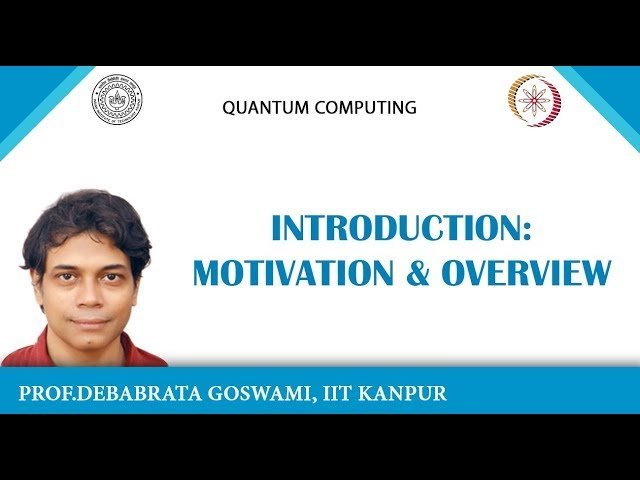 QUANTUM COMPUTING
INTRODUCTION:
MOTIVATION & OVERVIEW
PROF.DEBABRATA GOSWAMI, IIT KANPUR